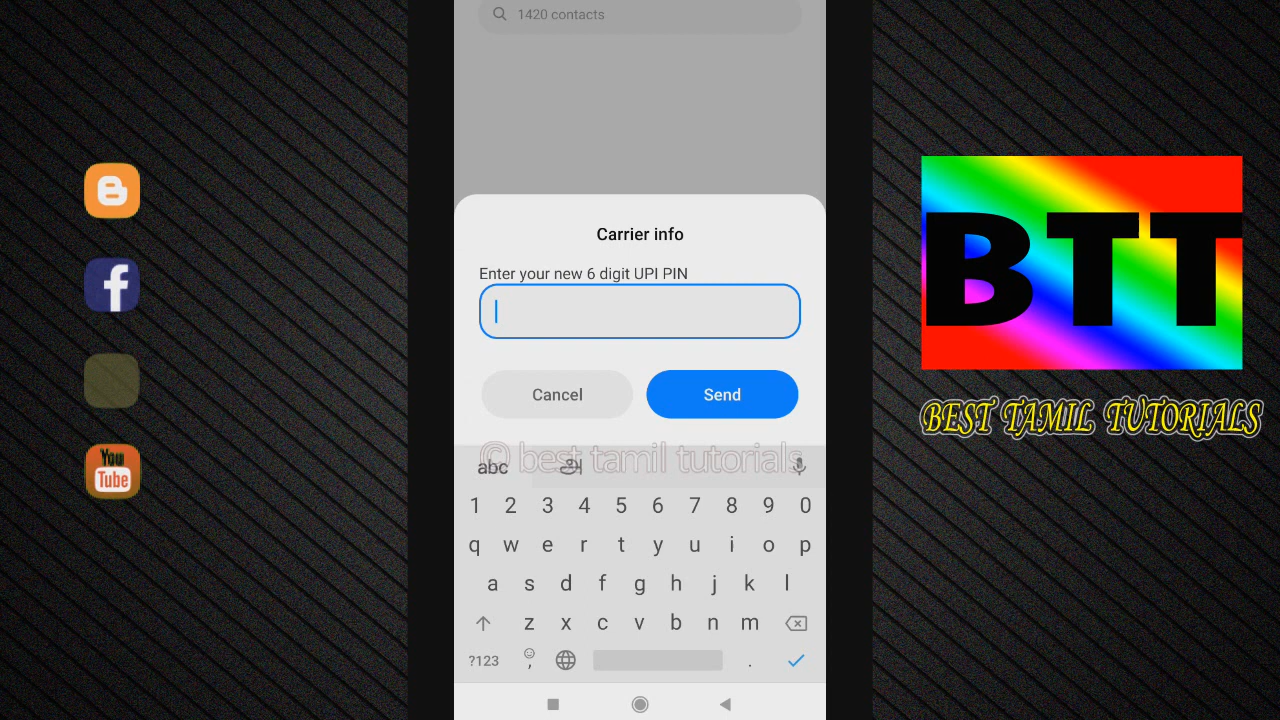 1420 contacts
Carrier info
Enter your new 6 digit UPI PIN
Cancel
Send
© best tamil tutorials
abc
அ
1 2 3 4 5 6 7 8 9 0
q w e r t y u i o p
a s d f g h j k l
z x c v b n m
?123 , .
You
Tube
BTT
BEST TAMIL TUTORIALS